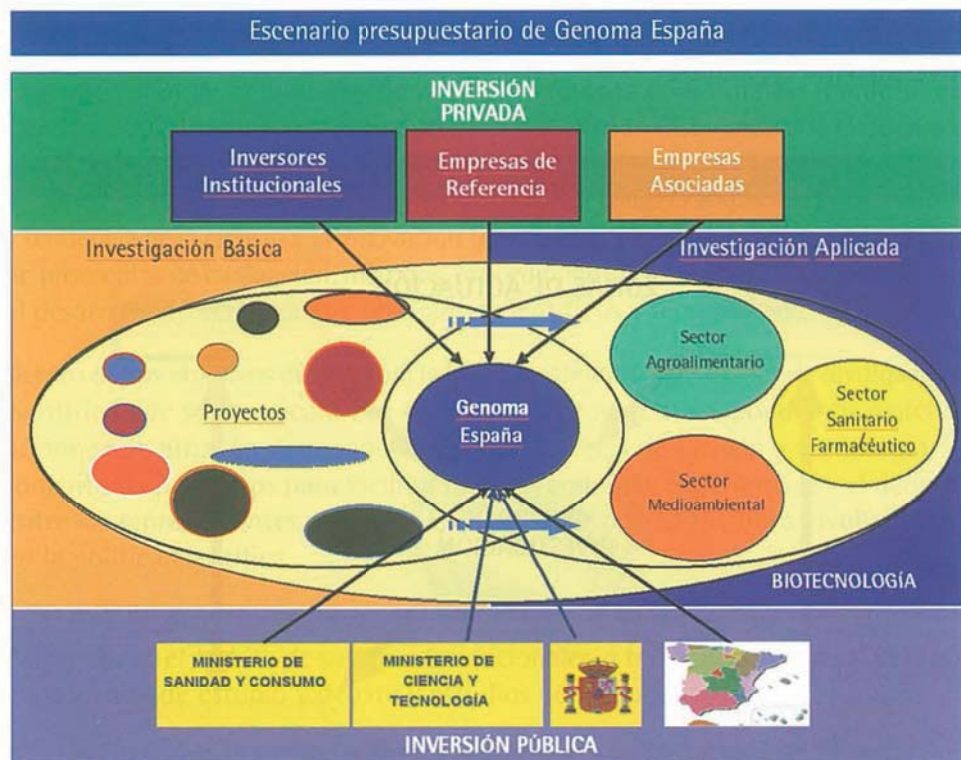 Escenario presupuestario de Genoma España
INVERSIÓN
PRIVADA
Inversores
Institucionales
Empresas de
Referencia
Empresas
Asociadas
Investigación Básica
Investigación Aplicada
Proyectos
Genoma
España
Sector
Agroalimentario
Sector
Sanitario
Farmacéutico
Sector
Medioambiental
BIOTECNOLOGÍA
MINISTERIO DE
SANIDAD Y CONSUMO
MINISTERIO DE
CIENCIA Y
TECNOLOGÍA
INVERSIÓN PÚBLICA